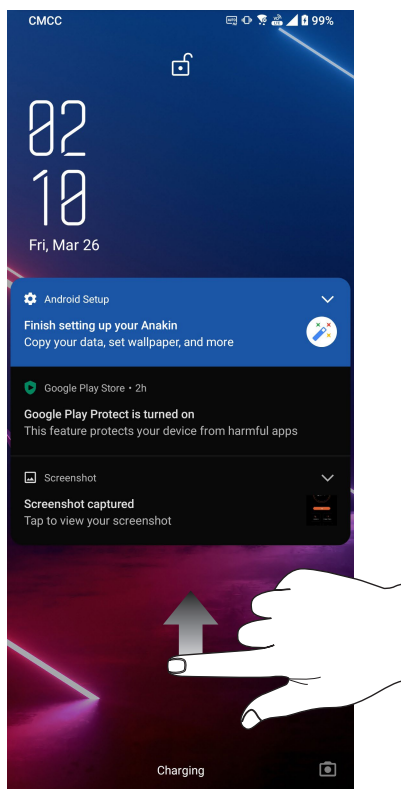 CMCC
99%
02
10
Fri, Mar 26
Android Setup
Finish setting up your Anakin
Copy your data, set wallpaper, and more
Google Play Store • 2h
Google Play Protect is turned on
This feature protects your device from harmful apps
Screenshot
Screenshot captured
Tap to view your screenshot
Charging